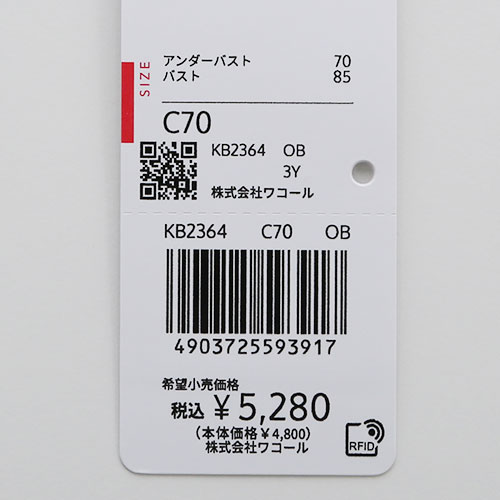 SIZE
アンダーバスト 70
バスト 85
C70
KB2364 OB
3Y
株式会社ワコール
KB2364 C70 OB
4903725593917
希望小売価格
税込 ¥5,280
(本体価格¥4,800)
株式会社ワコール
RFID